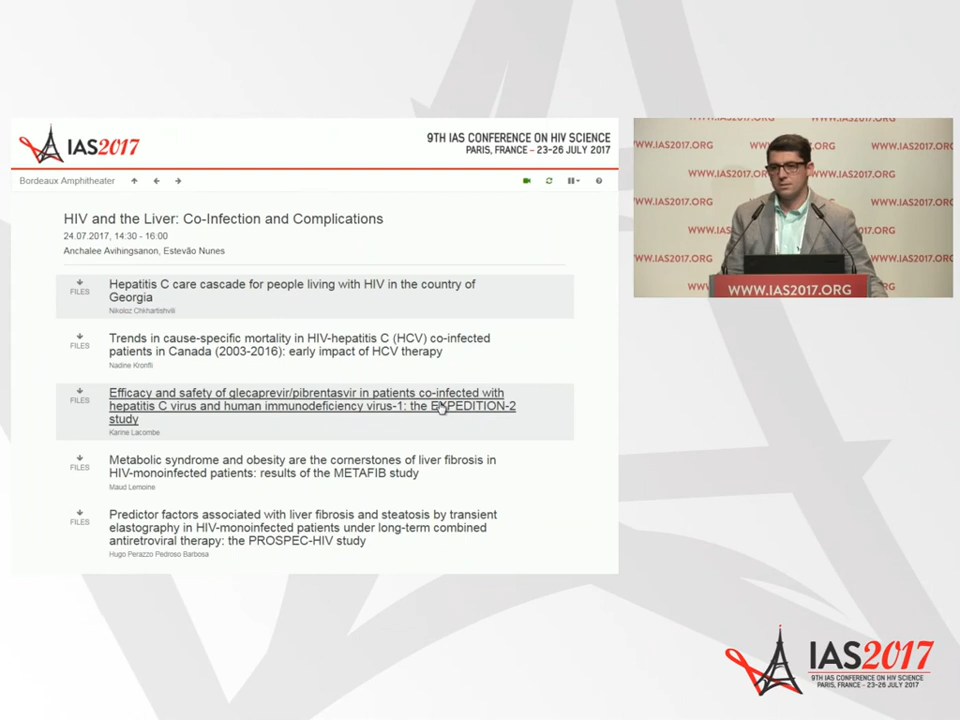 IAS2017
9TH IAS CONFERENCE ON HIV SCIENCE
PARIS, FRANCE – 23-26 JULY 2017
Bordeaux Amphitheater
HIV and the Liver: Co-Infection and Complications
24.07.2017, 14:30 - 16:00
Anchalee Avihingsanon, Estevão Nunes
FILES
Hepatitis C care cascade for people living with HIV in the country of
Georgia
Nikoloz Chkhartishvili
FILES
Trends in cause-specific mortality in HIV-hepatitis C (HCV) co-infected
patients in Canada (2003-2016): early impact of HCV therapy
Nadine Kronfli
FILES
Efficacy and safety of glecaprevir/pibrentasvir in patients co-infected with
hepatitis C virus and human immunodeficiency virus-1: the EXPEDITION-2
study
Karine Lacombe
FILES
Metabolic syndrome and obesity are the cornerstones of liver fibrosis in
HIV-monoinfected patients: results of the METAFIB study
Maud Lemoine
FILES
Predictor factors associated with liver fibrosis and steatosis by transient
elastography in HIV-monoinfected patients under long-term combined
antiretroviral therapy: the PROSPEC-HIV study
Hugo Perazzo Pedroso Barbosa
WWW.IAS2017.ORG
WWW.IAS2017.ORG
IAS2017
9TH IAS CONFERENCE ON HIV SCIENCE
PARIS, FRANCE – 23-26 JULY 2017